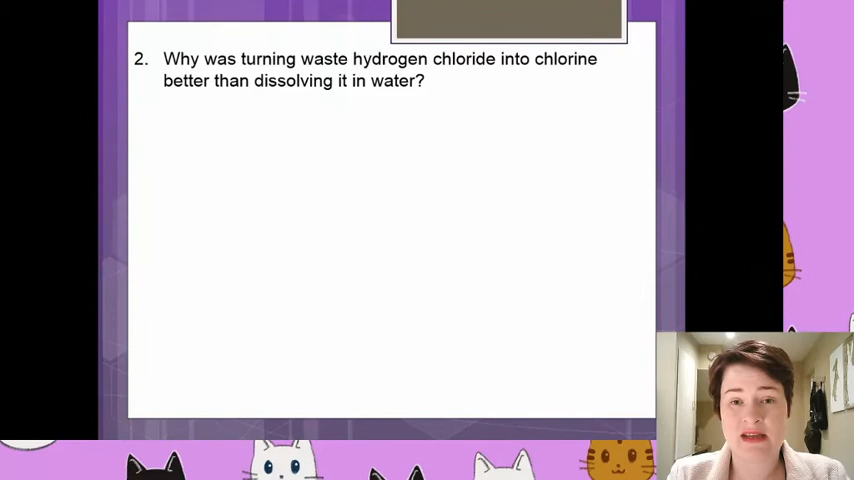 2. Why was turning waste hydrogen chloride into chlorine
better than dissolving it in water?